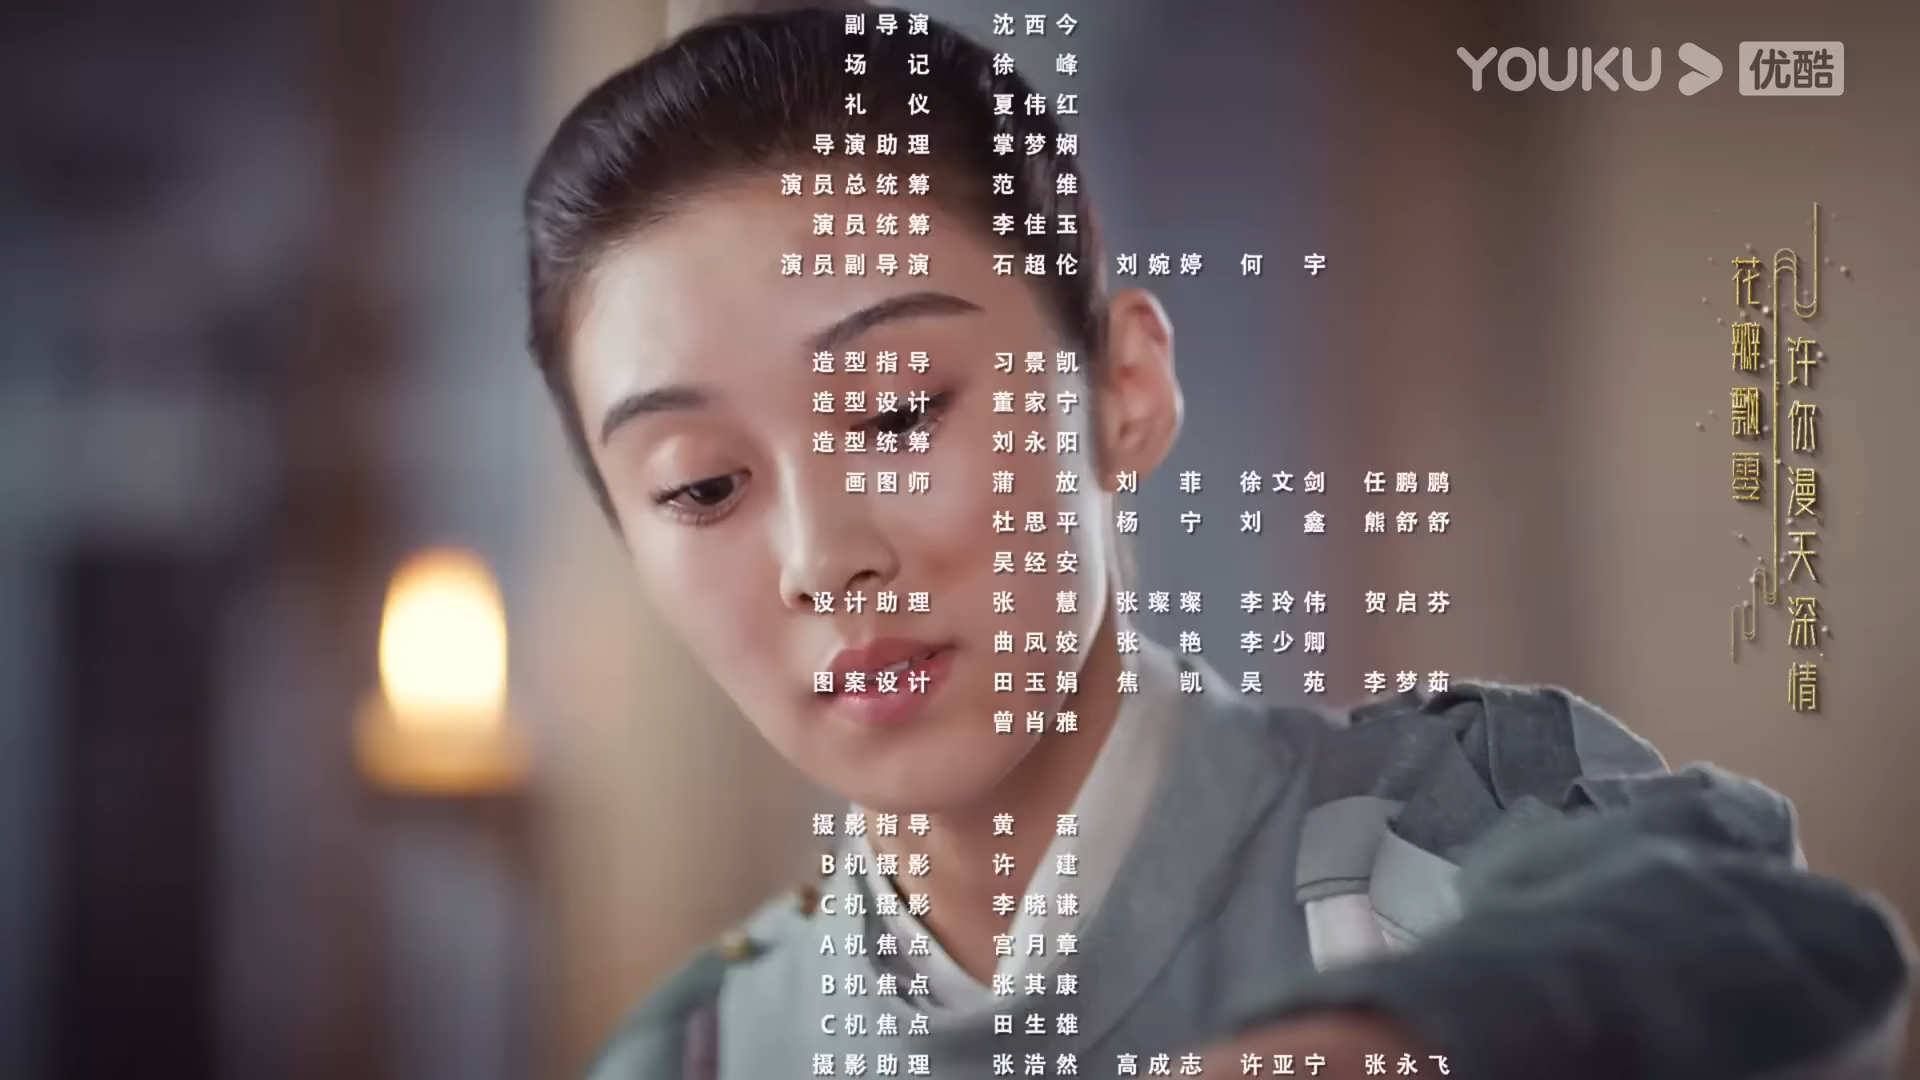 YOUKU 优酷
副导演 沈西今
场记 徐峰
礼仪 夏伟红
导演助理 掌梦娴
演员总统筹 范维
演员统筹 李佳玉
演员副导演 石超伦 刘婉婷 何宇
造型指导 习景凯
造型设计 董家宁
造型统筹 刘永阳
画图师 蒲放 刘菲 徐文剑 任鹏鹏
杜思平 杨宁 刘鑫 熊舒舒
吴经安
设计助理 张慧 张璨璨 李玲伟 贺启芬
曲凤姣 张艳 李少卿
图案设计 田玉娟 焦凯 吴苑 李梦茹
曾肖雅
摄影指导 黄磊
B机摄影 许建
C机摄影 李晓谦
A机焦点 宫月章
B机焦点 张其康
C机焦点 田生雄
摄影助理 张浩然 高成志 许亚宁 张永飞
花瓣飘零
许你漫天深情